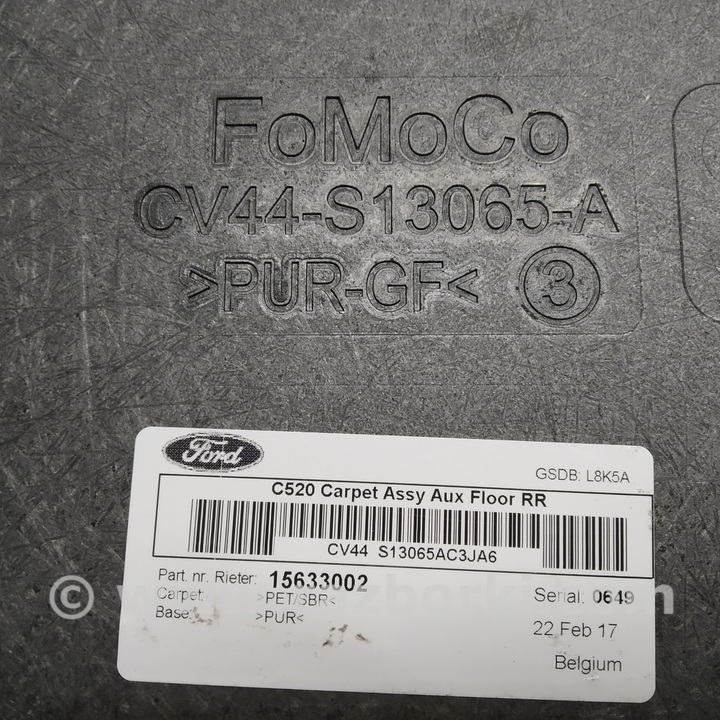 FoMoCo
CV44-S13065-A
>PUR-GF< 3
Ford
GSDB: L8K5A
C520 Carpet Assy Aux Floor RR
CV44 S13065AC3JA6
Part. nr. Rieter: 15633002
Carpet: >PET/SBR<
Serial: 0649
Base: >PUR<
22 Feb 17
Belgium